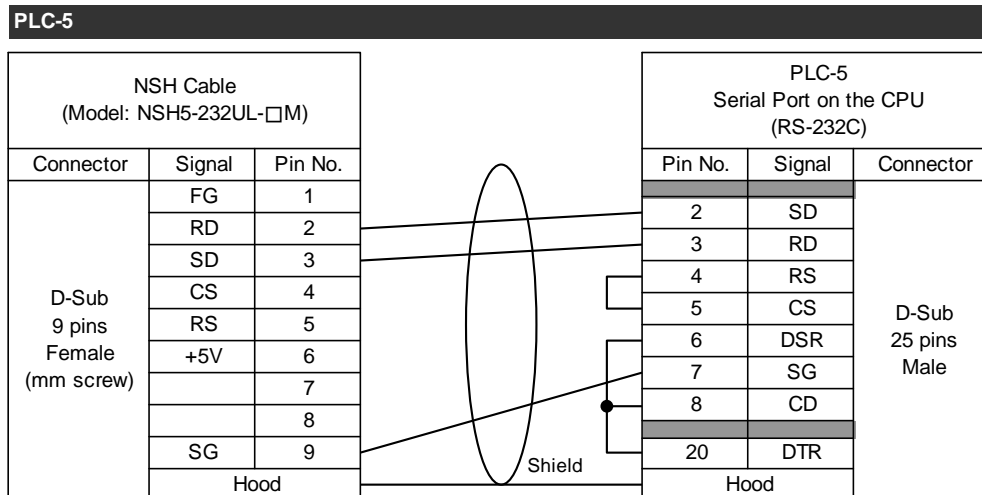 PLC-5
NSH Cable
(Model: NSH5-232UL-□M)
Connector Signal Pin No.
D-Sub
9 pins
Female
(mm screw)
FG 1
RD 2
SD 3
CS 4
RS 5
+5V 6
7
8
SG 9
Hood
Shield
PLC-5
Serial Port on the CPU
(RS-232C)
Pin No. Signal Connector
2 SD
3 RD
4 RS
5 CS
6 DSR
7 SG
8 CD
20 DTR
Hood
D-Sub
25 pins
Male